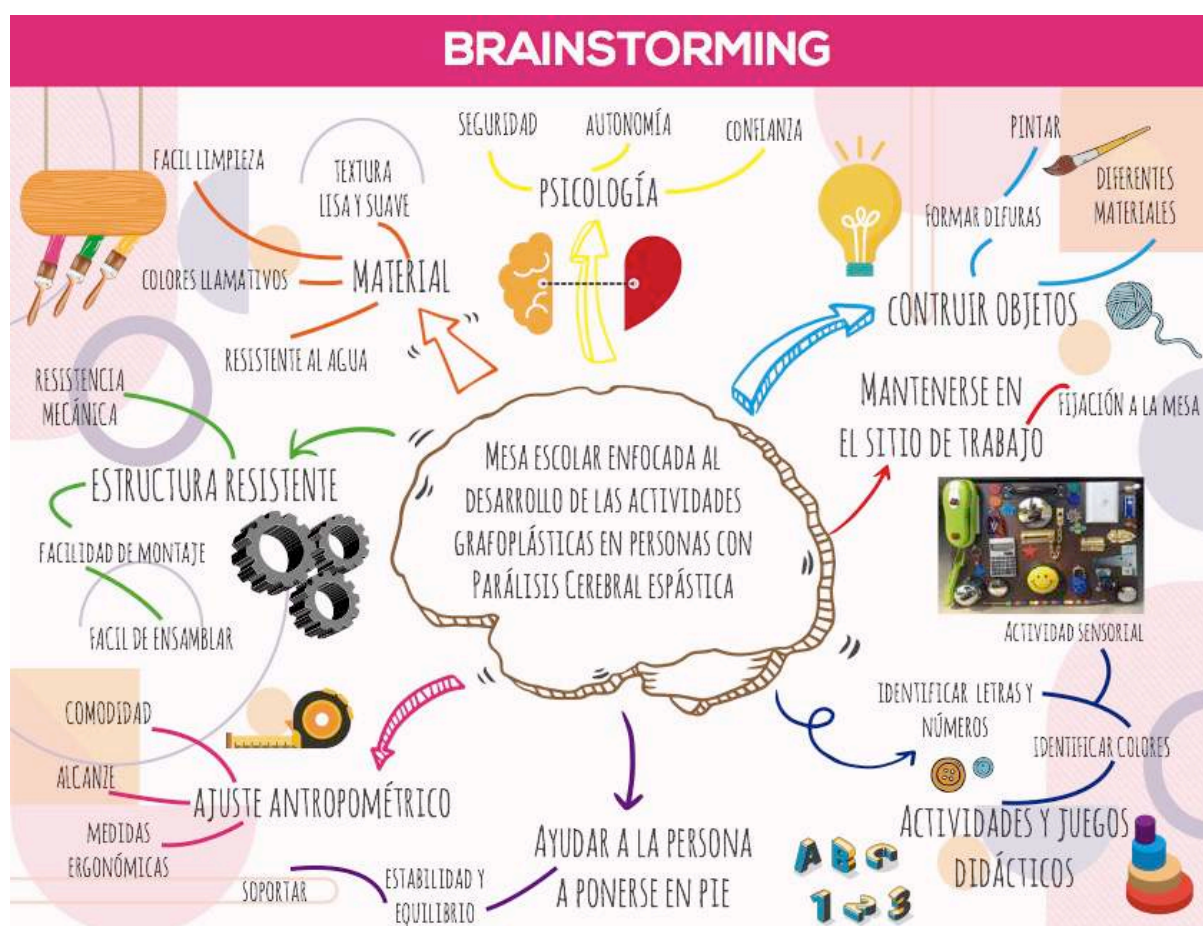 BRAINSTORMING
SEGURIDAD
AUTONOMÍA
CONFIANZA
PSICOLOGÍA
FACIL LIMPIEZA
TEXTURA
LISA Y SUAVE
COLORES LLAMATIVOS
MATERIAL
RESISTENTE AL AGUA
PINTAR
DIFERENTES
MATERIALES
FORMAR DIFURAS
CONTRUIR OBJETOS
MANTENERSE EN
EL SITIO DE TRABAJO
FIJACIÓN A LA MESA
RESISTENCIA
MECÁNICA
ESTRUCTURA RESISTENTE
FACILIDAD DE MONTAJE
FACIL DE ENSAMBLAR
MESA ESCOLAR ENFOCADA AL
DESARROLLO DE LAS ACTIVIDADES
GRAFOPLÁSTICAS EN PERSONAS CON
PARÁLISIS CEREBRAL ESPÁSTICA
ACTIVIDAD SENSORIAL
IDENTIFICAR LETRAS Y
NÚMEROS
IDENTIFICAR COLORES
ACTIVIDADES Y JUEGOS
DIDÁCTICOS
COMODIDAD
ALCANZE
AJUSTE ANTROPOMÉTRICO
MEDIDAS
ERGONÓMICAS
SOPORTAR
ESTABILIDAD Y
EQUILIBRIO
AYUDAR A LA PERSONA
A PONERSE EN PIE
ABC
123